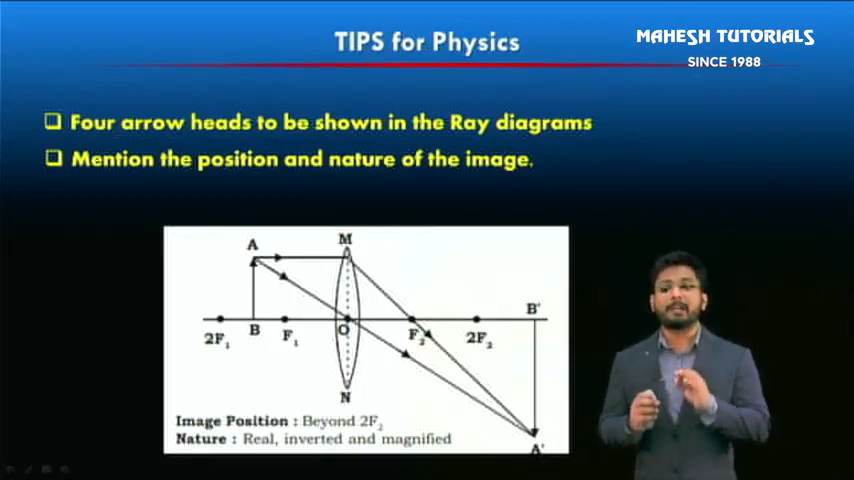 TIPS for Physics
MAHESH TUTORIALS
SINCE 1988
❑ Four arrow heads to be shown in the Ray diagrams
❑ Mention the position and nature of the image.
A
M
B'
2F₁
B
F₁
O
F₂
2F₂
N
Image Position : Beyond 2F₂
Nature : Real, inverted and magnified
A'